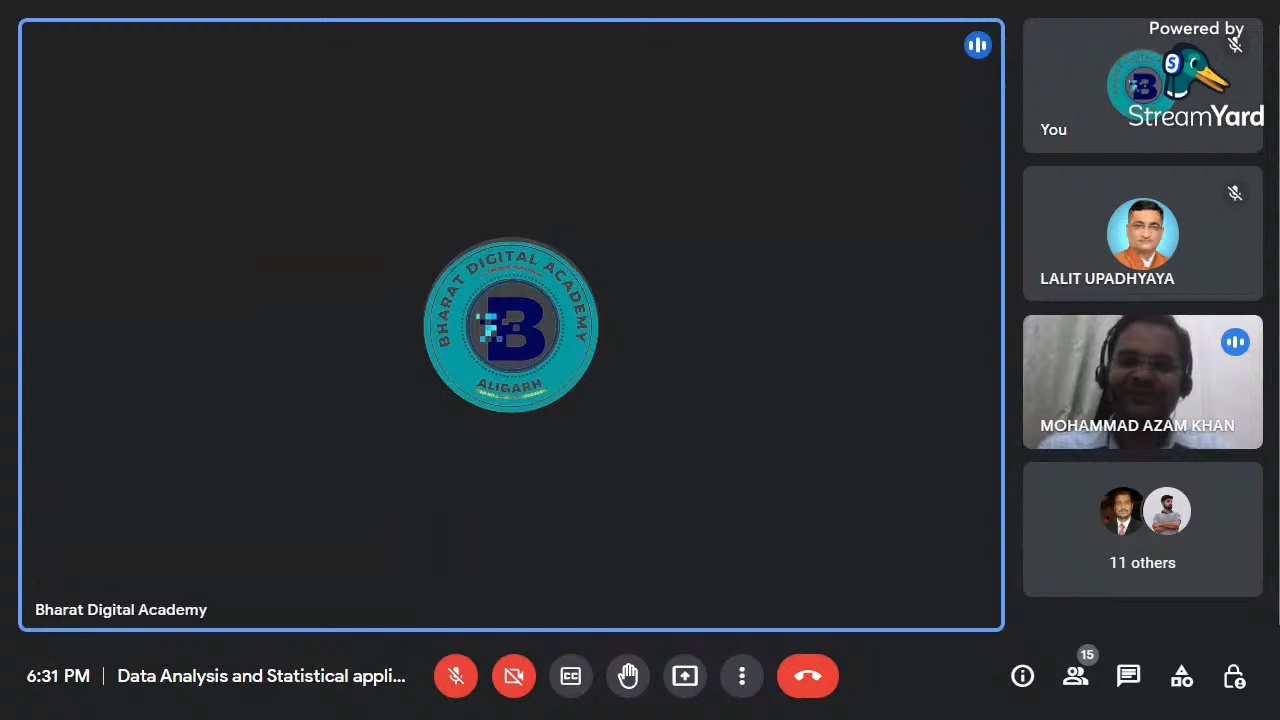 Powered by
StreamYard
You
LALIT UPADHYAYA
MOHAMMAD AZAM KHAN
11 others
BHARAT DIGITAL ACADEMY
B
ALIGARH
Bharat Digital Academy
6:31 PM
Data Analysis and Statistical appli...
CC
15